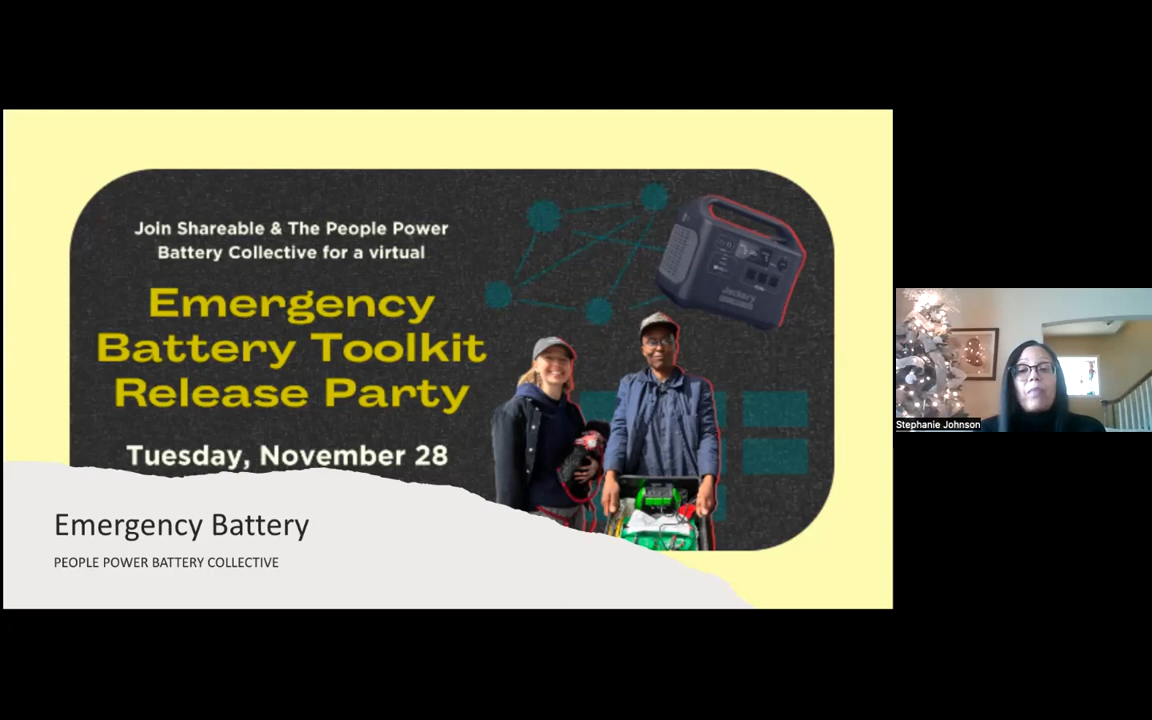 Join Shareable & The People Power
Battery Collective for a virtual
Emergency
Battery Toolkit
Release Party
Tuesday, November 28
Jackery
Emergency Battery
PEOPLE POWER BATTERY COLLECTIVE
Stephanie Johnson